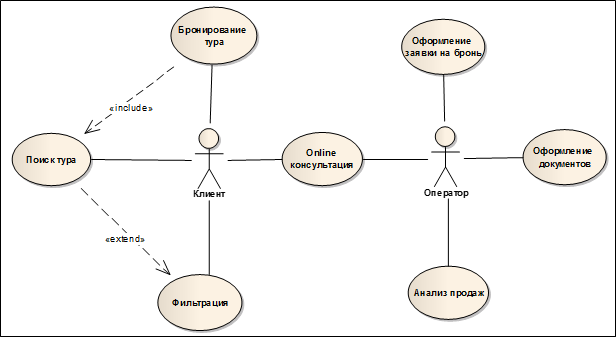 Бронирование
тура
Оформление
заявки на бронь
«include»
Поиск тура
Online
консультация
Оформление
документов
Клиент
Оператор
«extend»
Фильтрация
Анализ продаж